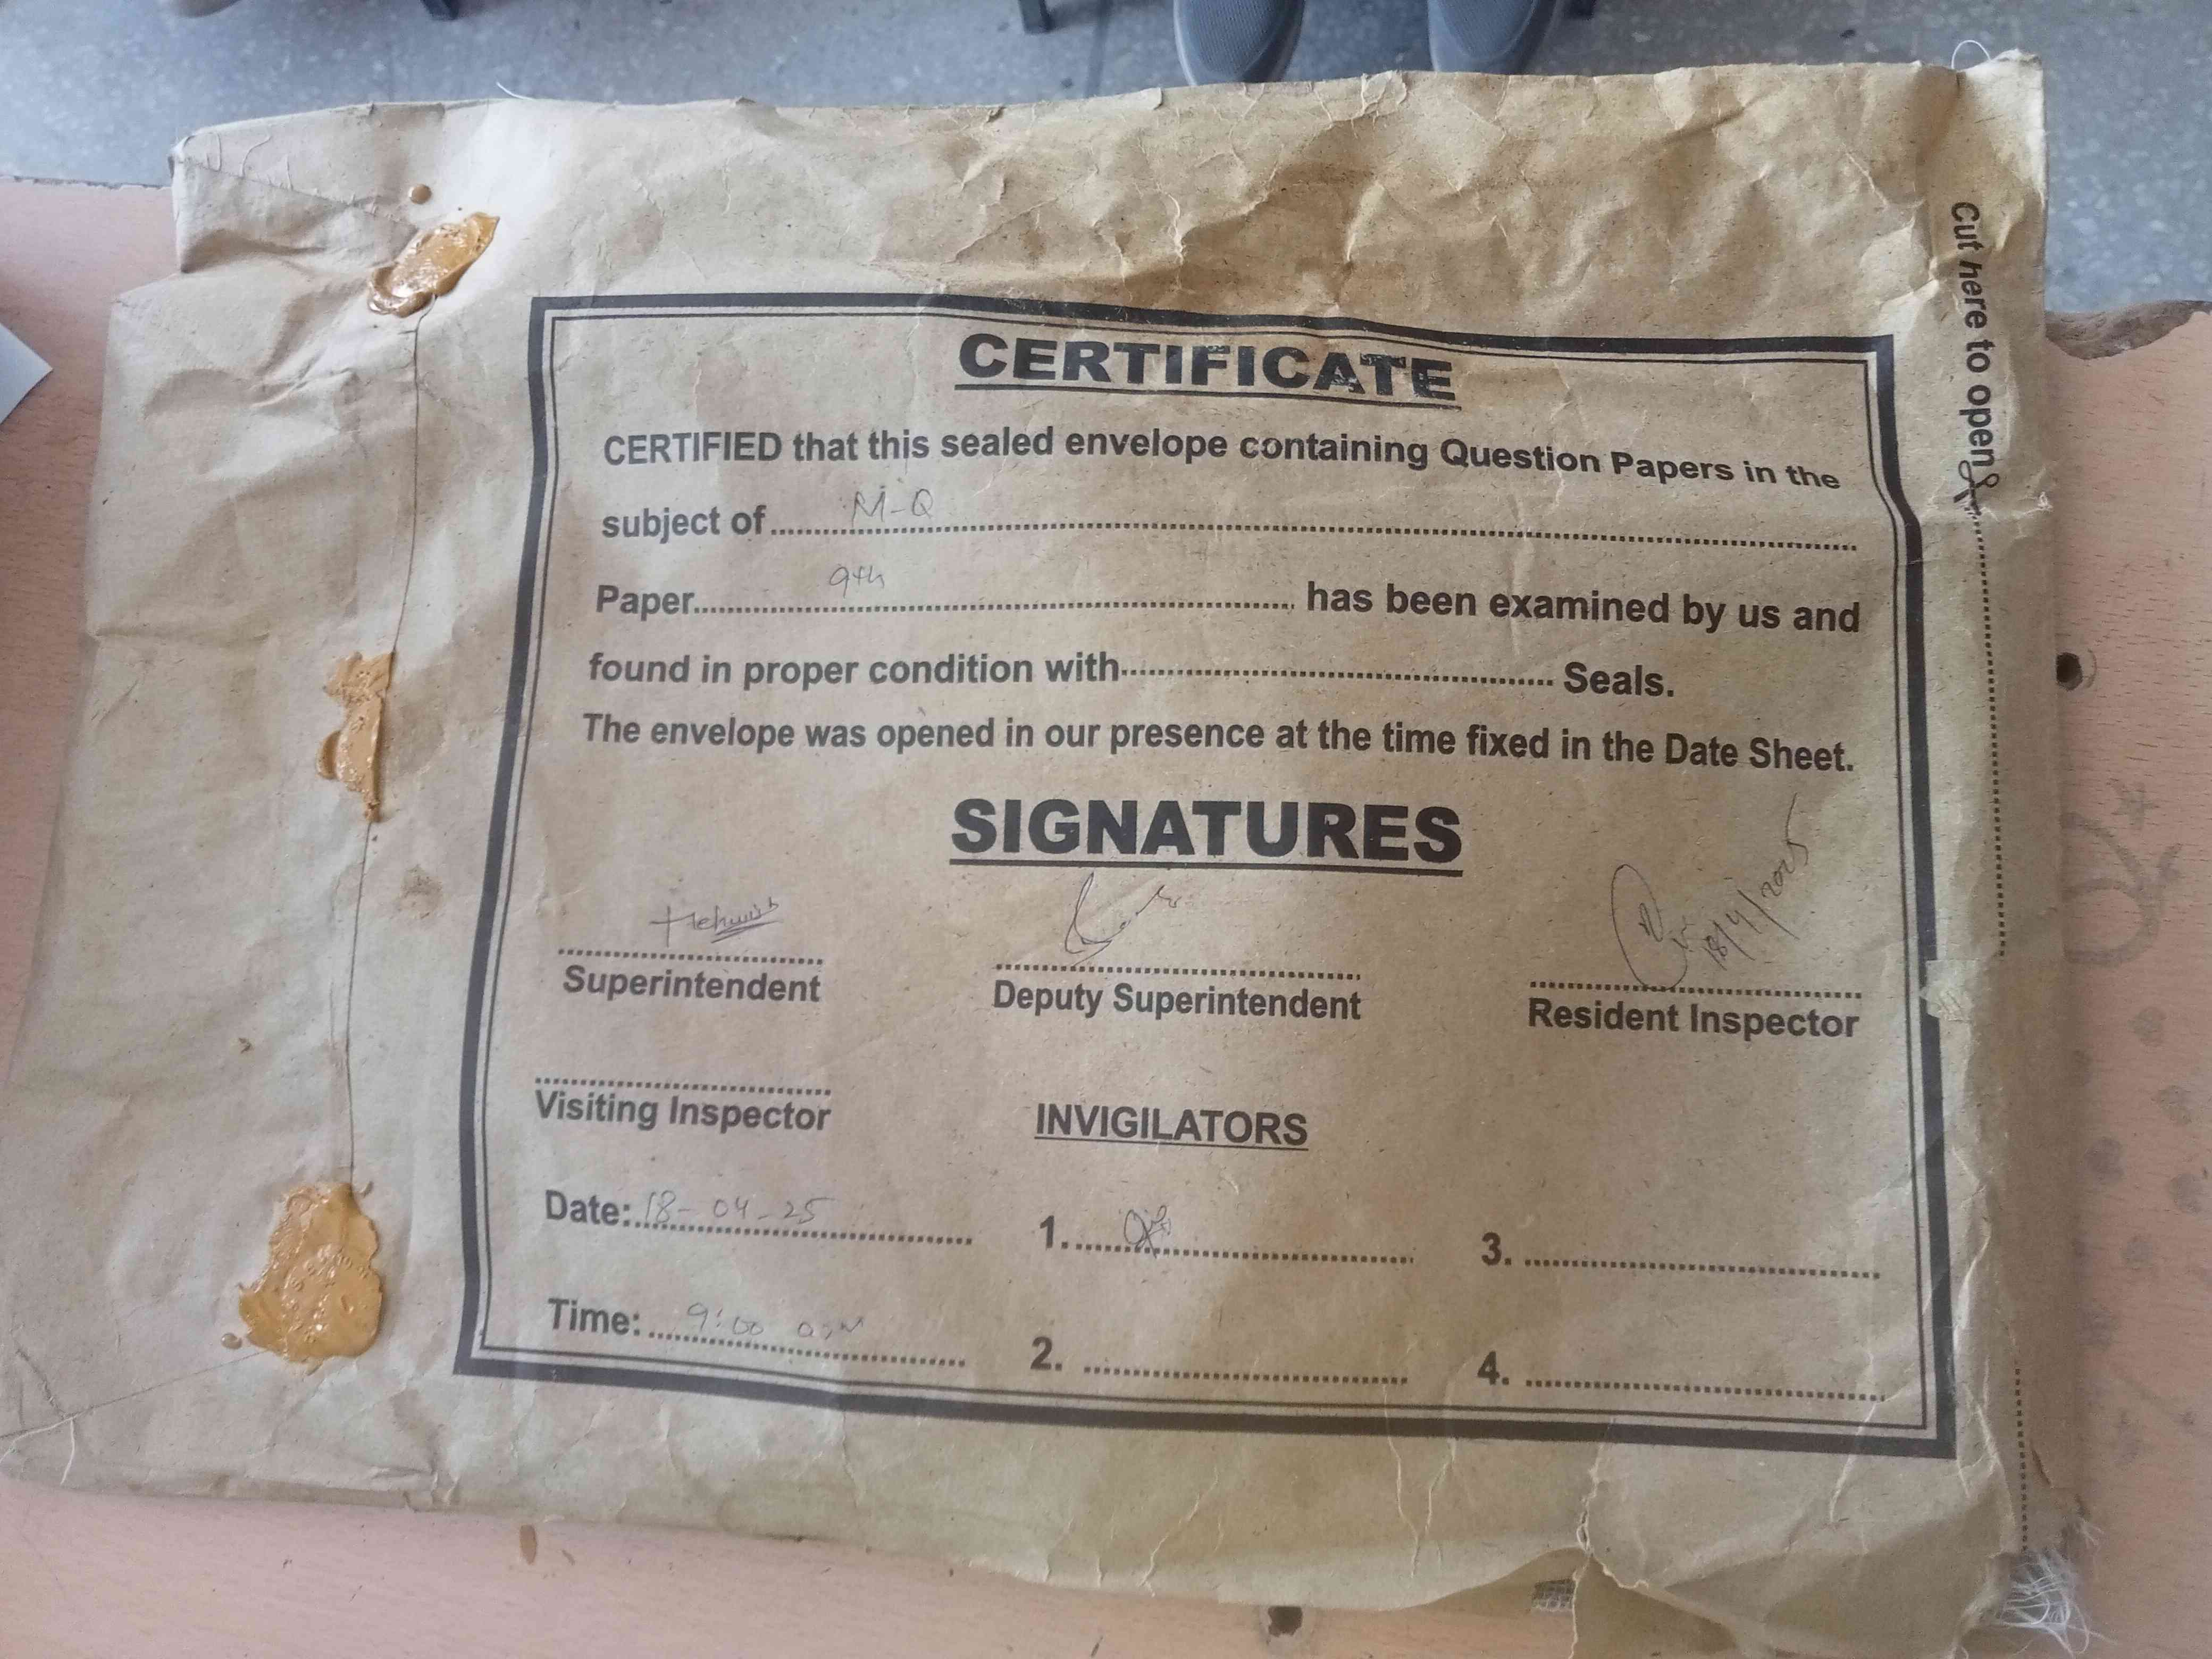 Cut here to open
CERTIFICATE
CERTIFIED that this sealed envelope containing Question Papers in the
subject of M-Q
Paper 9th has been examined by us and
found in proper condition with Seals.
The envelope was opened in our presence at the time fixed in the Date Sheet.
SIGNATURES
18/4/2025
Superintendent Deputy Superintendent Resident Inspector
Visiting Inspector INVIGILATORS
Date: 18-04-25 1. 3.
Time: 9:00 2. 4.